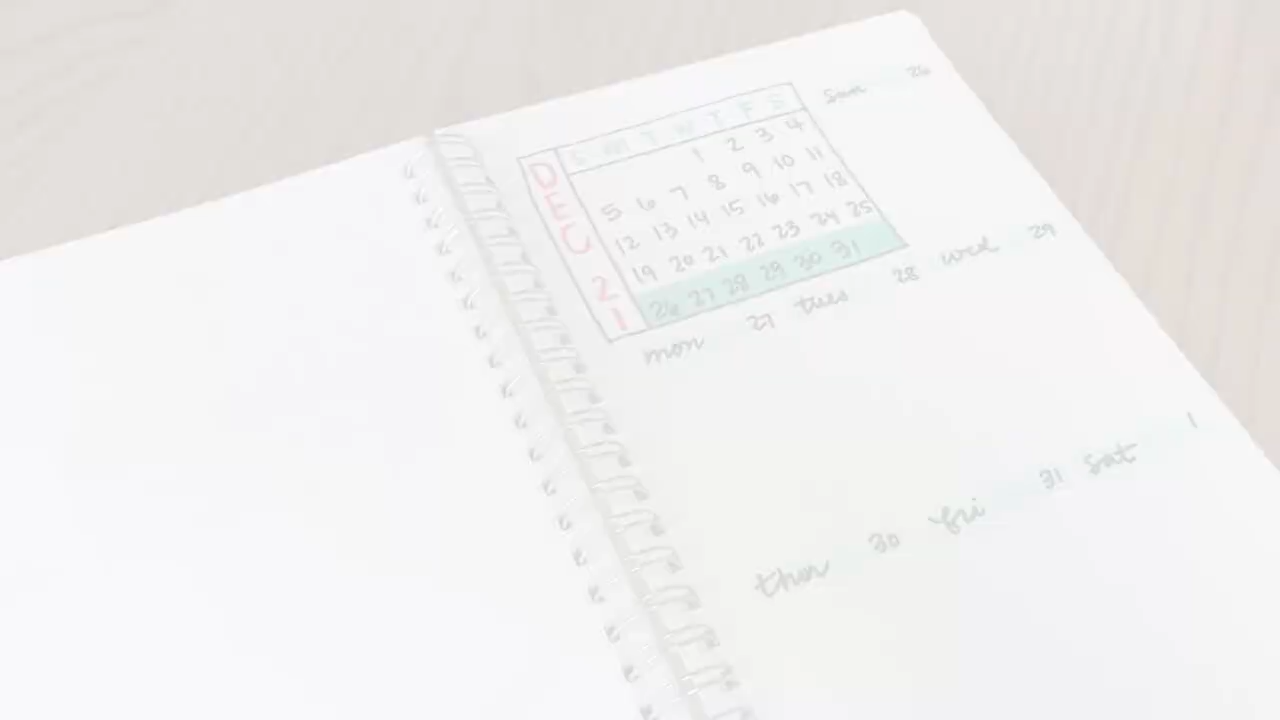 DEC 21
S M T W T F S
1 2 3 4
5 6 7 8 9 10 11
12 13 14 15 16 17 18
19 20 21 22 23 24 25
26 27 28 29 30 31
sun 26
mon 27
tues 28
wed 29
thur 30
fri 31
sat 1